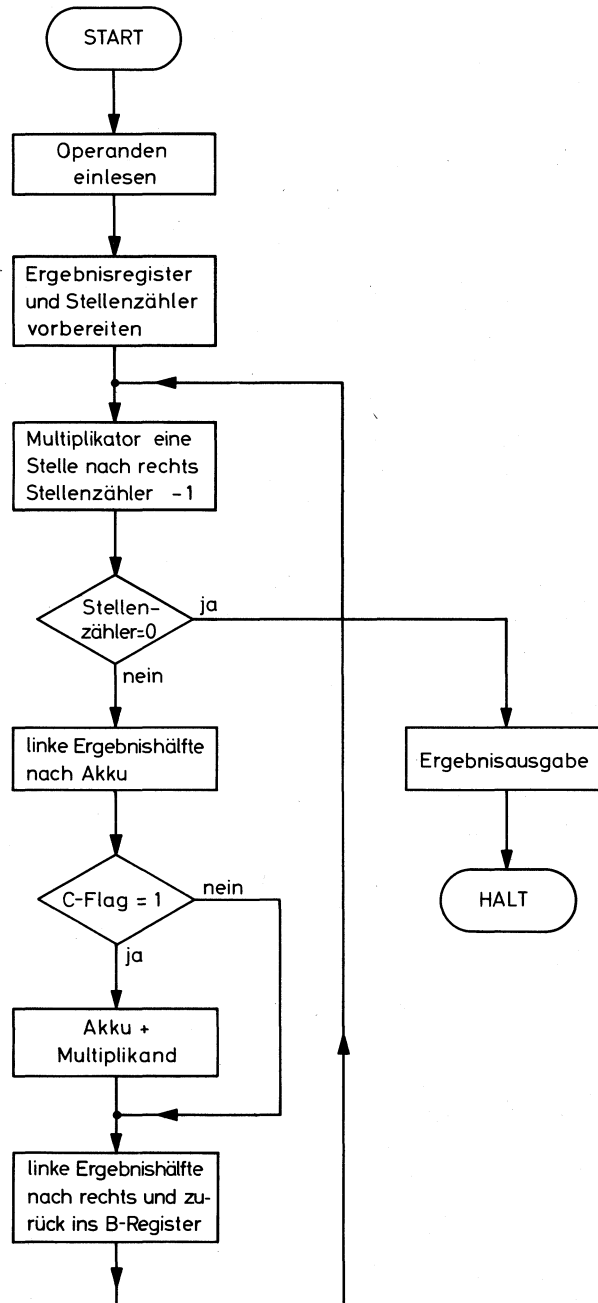 START
Operanden
einlesen
Ergebnisregister
und Stellenzähler
vorbereiten
Multiplikator eine
Stelle nach rechts
Stellenzähler -1
Stellen-
zähler=0
ja
nein
linke Ergebnishälfte
nach Akku
Ergebnisausgabe
C-Flag = 1
nein
ja
HALT
Akku +
Multiplikand
linke Ergebnishälfte
nach rechts und zu-
rück ins B-Register